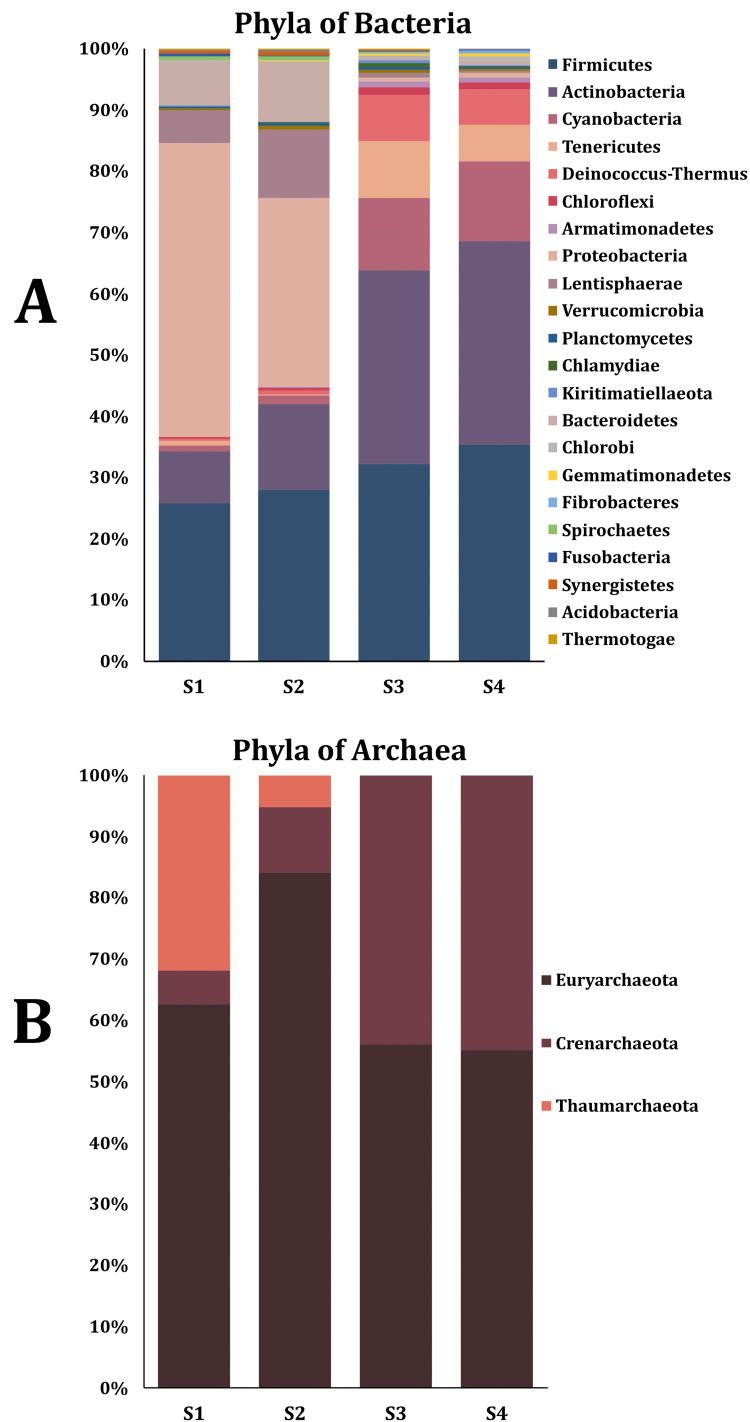 Phyla of Bacteria
A
100%
90%
80%
70%
60%
50%
40%
30%
20%
10%
0%
S1 S2 S3 S4
Firmicutes
Actinobacteria
Cyanobacteria
Tenericutes
Deinococcus-Thermus
Chloroflexi
Armatimonadetes
Proteobacteria
Lentisphaerae
Verrucomicrobia
Planctomycetes
Chlamydiae
Kiritimatiellaeota
Bacteroidetes
Chlorobi
Gemmatimonadetes
Fibrobacteres
Spirochaetes
Fusobacteria
Synergistetes
Acidobacteria
Thermotogae
Phyla of Archaea
B
100%
90%
80%
70%
60%
50%
40%
30%
20%
10%
0%
S1 S2 S3 S4
Euryarchaeota
Crenarchaeota
Thaumarchaeota